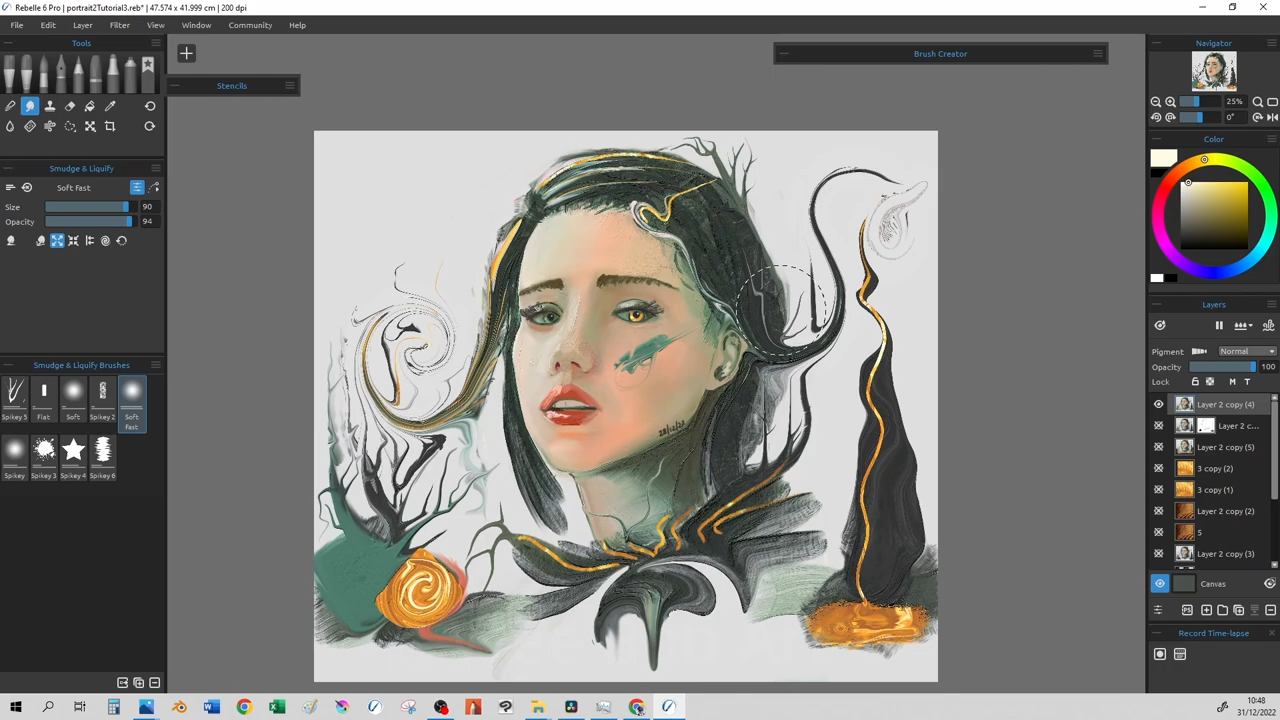 Rebelle 6 Pro | portrait2Tutorial3.reb* | 47.574 x 41.999 cm | 200 dpi
File Edit Layer Filter View Window Community Help
Tools
Stencils
Brush Creator
Navigator
25%
0°
Smudge & Liquify
Soft Fast
Size 90
Opacity 94
Color
Smudge & Liquify Brushes
Spikey 5 Flat Soft Spikey 2 Soft Fast
Spikey Spikey 3 Spikey 4 Spikey 6
28/12/22
Layers
Pigment Normal
Opacity 100
Lock M T
Layer 2 copy (4)
Layer 2 c...
Layer 2 copy (5)
3 copy (2)
3 copy (1)
Layer 2 copy (2)
5
Layer 2 copy (3)
Canvas
PS
Record Time-lapse
10:48
31/12/2022